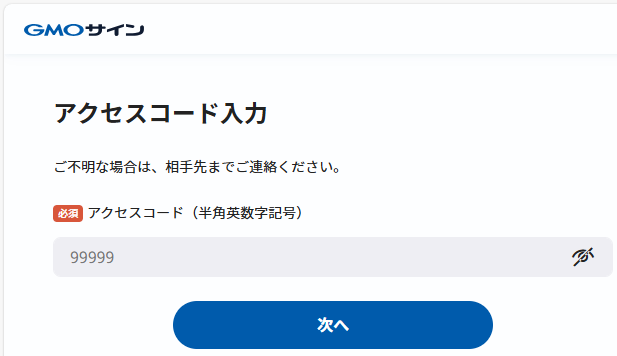 GMOサイン
アクセスコード入力
ご不明な場合は、相手先までご連絡ください。
必須 アクセスコード（半角英数字記号）
99999
次へ